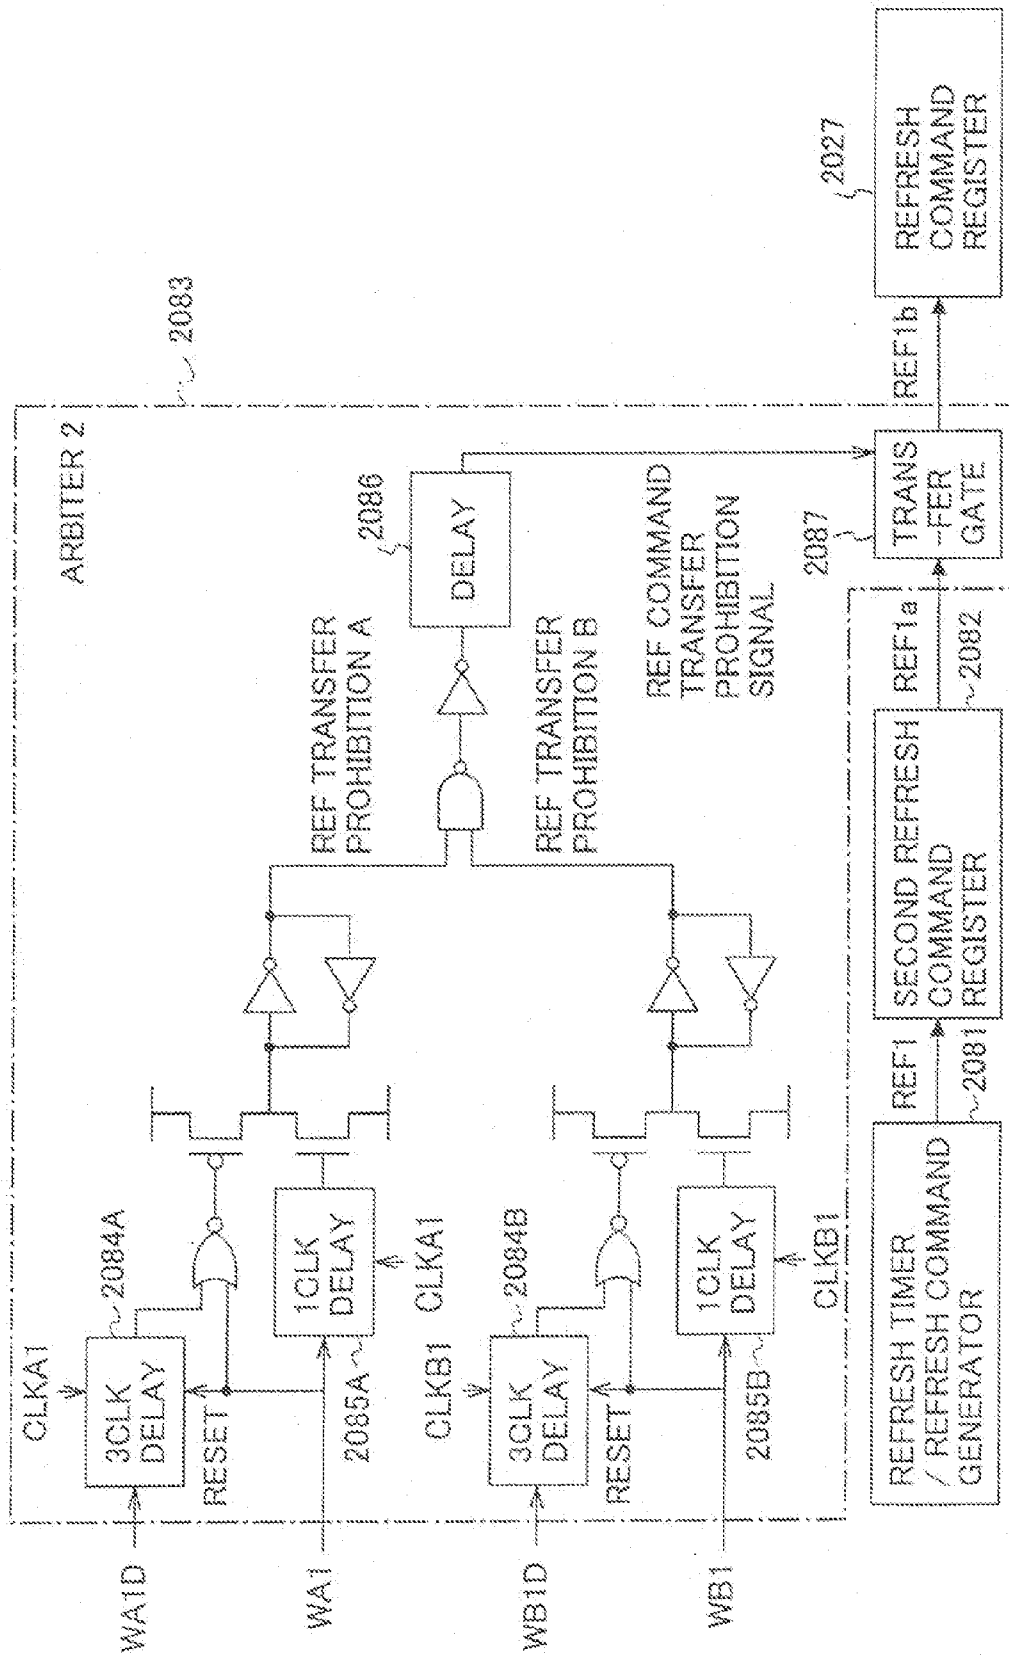 ARBITER 2
2083
CLKA1
3CLK
DELAY
2084A
WA1D
RESET
WA1
1CLK
DELAY
2085A
CLKA1
REF TRANSFER
PROHIBITION A
DELAY
2086
CLKB1
3CLK
DELAY
2084B
WB1D
RESET
WB1
1CLK
DELAY
2085B
CLKB1
REF TRANSFER
PROHIBITION B
REF COMMAND
TRANSFER
PROHIBITION
SIGNAL
REFRESH TIMER
/ REFRESH COMMAND
GENERATOR
2081
REF1
SECOND REFRESH
COMMAND
REGISTER
2082
REF1a
TRANS
-FER
GATE
2087
REF1b
REFRESH
COMMAND
REGISTER
2027